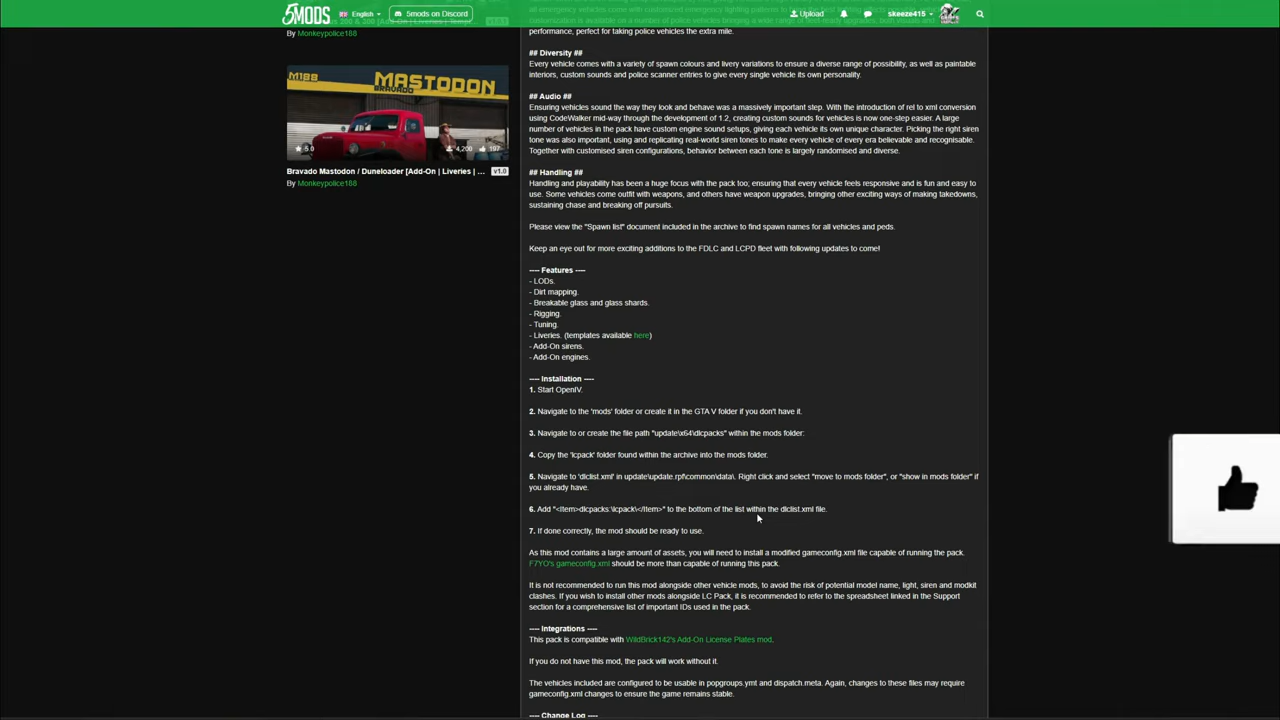 5MODS
English
5mods on Discord
Upload
skeeze415
By Monkeypolice188
performance, perfect for taking police vehicles the extra mile.
## Diversity ##
Every vehicle comes with a variety of spawn colours and livery variations to ensure a diverse range of possibility, as well as paintable
interiors, custom sounds and police scanner entries to give every single vehicle its own personality.
## Audio ##
Ensuring vehicles sound the way they look and behave was a massively important step. With the introduction of rel to xml conversion
using CodeWalker mid-way through the development of 1.2, creating custom sounds for vehicles is now one-step easier. A large
number of vehicles in the pack have custom engine sound setups, giving each vehicle its own unique character. Picking the right siren
tone was also important, using and replicating real-world siren tones to make every vehicle of every era believable and recognisable.
Together with customised siren configurations, behavior between each tone is largely randomised and diverse.
M188
MASTODON
BRAVADO
5.0
4,200
197
Bravado Mastodon / Duneloader [Add-On | Liveries | ...
v1.0
By Monkeypolice188
## Handling ##
Handling and playability has been a huge focus with the pack too, ensuring that every vehicle feels responsive and is fun and easy to
use. Some vehicles come outfit with weapons, and others have weapon upgrades, bringing other exciting ways of making takedowns,
sustaining chase and breaking off pursuits.
Please view the "Spawn list" document included in the archive to find spawn names for all vehicles and peds.
Keep an eye out for more exciting additions to the FDLC and LCPD fleet with following updates to come!
---- Features ----
- LODs.
- Dirt mapping.
- Breakable glass and glass shards.
- Rigging.
- Tuning.
- Liveries. (templates available here)
- Add-On sirens.
- Add-On engines.
---- Installation ----
1. Start OpenIV.
2. Navigate to the 'mods' folder or create it in the GTA V folder if you don't have it.
3. Navigate to or create the file path "update\x64\dlcpacks" within the mods folder:
4. Copy the 'lcpack' folder found within the archive into the mods folder.
5. Navigate to 'dlclist.xml' in update\update.rpf\common\data\. Right click and select "move to mods folder", or "show in mods folder" if
you already have.
6. Add "<Item>dlcpacks:\lcpack\</Item>" to the bottom of the list within the dlclist.xml file.
7. If done correctly, the mod should be ready to use.
As this mod contains a large amount of assets, you will need to install a modified gameconfig.xml file capable of running the pack.
F7YO's gameconfig.xml should be more than capable of running this pack.
It is not recommended to run this mod alongside other vehicle mods, to avoid the risk of potential model name, light, siren and modkit
clashes. If you wish to install other mods alongside LC Pack, it is recommended to refer to the spreadsheet linked in the Support
section for a comprehensive list of important IDs used in the pack.
---- Integrations ----
This pack is compatible with WildBrick142's Add-On License Plates mod.
If you do not have this mod, the pack will work without it.
The vehicles included are configured to be usable in popgroups.ymt and dispatch.meta. Again, changes to these files may require
gameconfig.xml changes to ensure the game remains stable.
---- Change Log ----